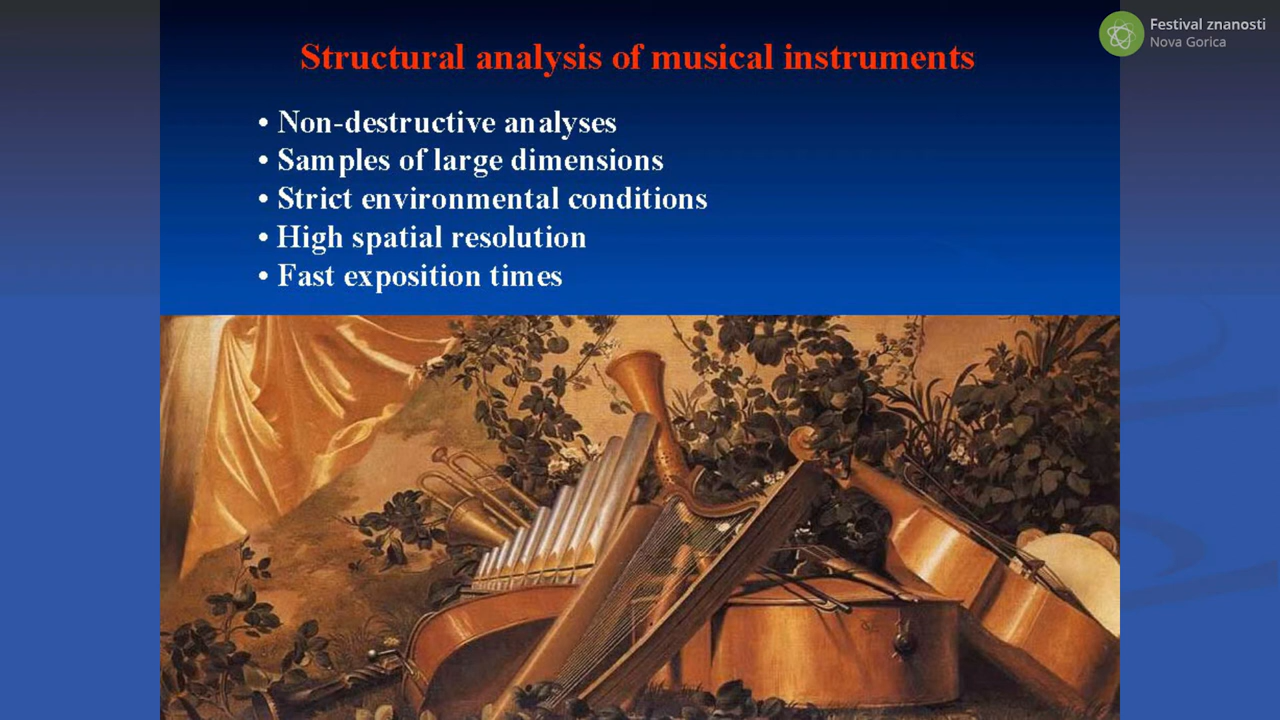 Festival znanosti
Nova Gorica
Structural analysis of musical instruments
• Non-destructive analyses
• Samples of large dimensions
• Strict environmental conditions
• High spatial resolution
• Fast exposition times